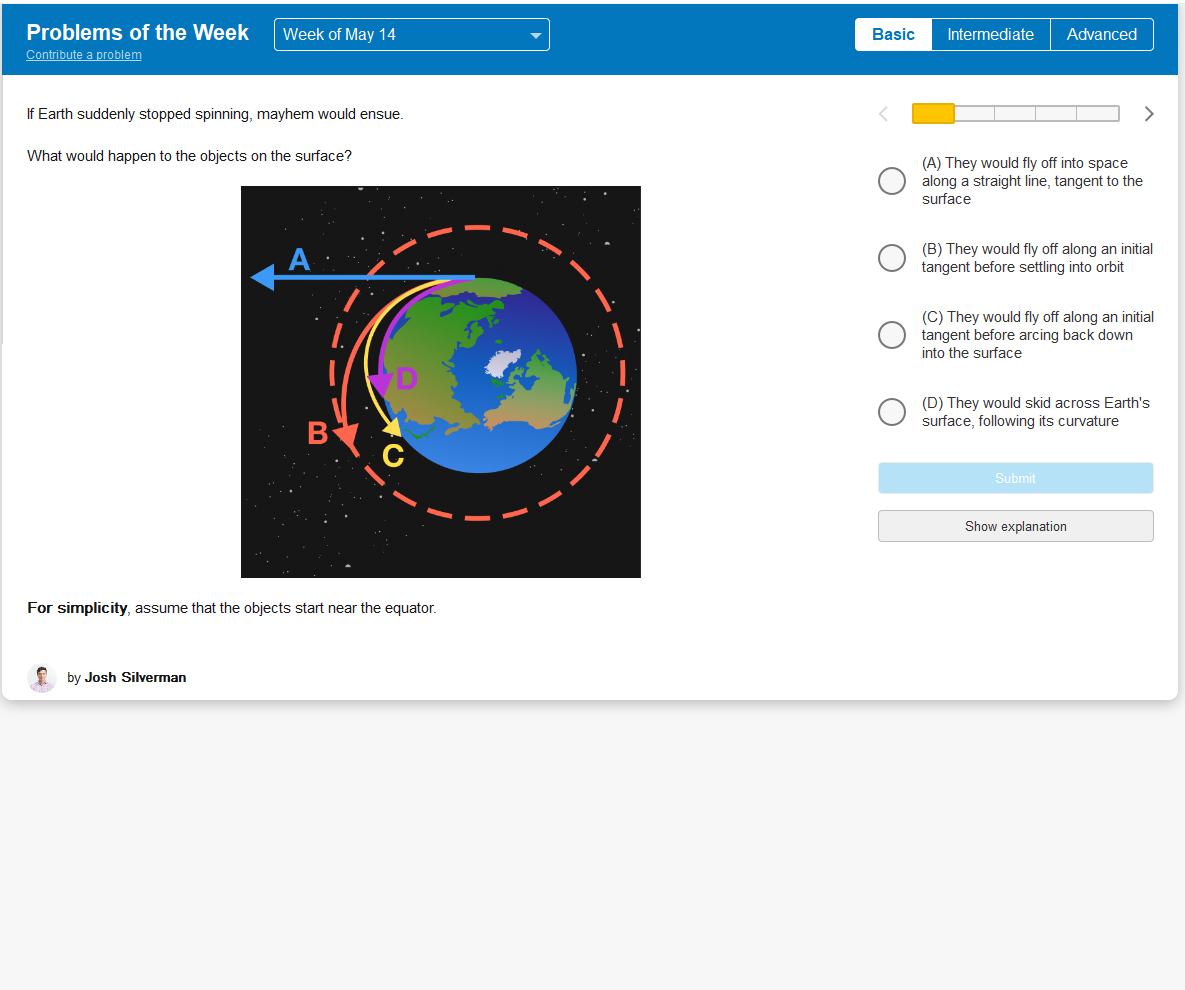 Problems of the Week
Contribute a problem
Week of May 14
Basic
Intermediate
Advanced
If Earth suddenly stopped spinning, mayhem would ensue.
What would happen to the objects on the surface?
A
B
C
D
For simplicity, assume that the objects start near the equator.
by Josh Silverman
(A) They would fly off into space
along a straight line, tangent to the
surface
(B) They would fly off along an initial
tangent before settling into orbit
(C) They would fly off along an initial
tangent before arcing back down
into the surface
(D) They would skid across Earth's
surface, following its curvature
Submit
Show explanation